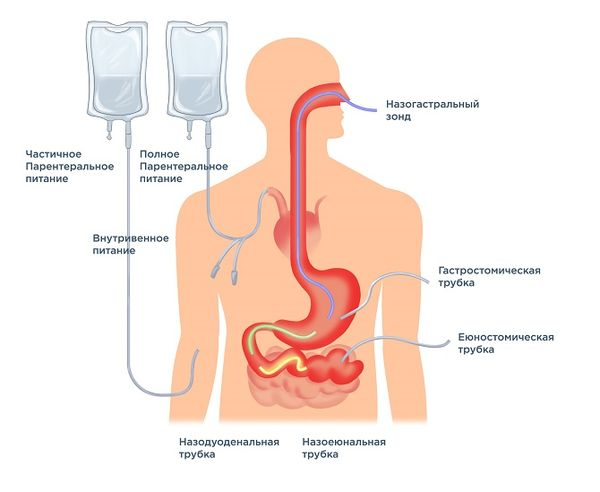 Назогастральный
зонд
Частичное
Парентеральное
питание
Полное
Парентеральное
питание
Внутривенное
питание
Гастростомическая
трубка
Еюностомическая
трубка
Назодуоденальная
трубка
Назоеюнальная
трубка